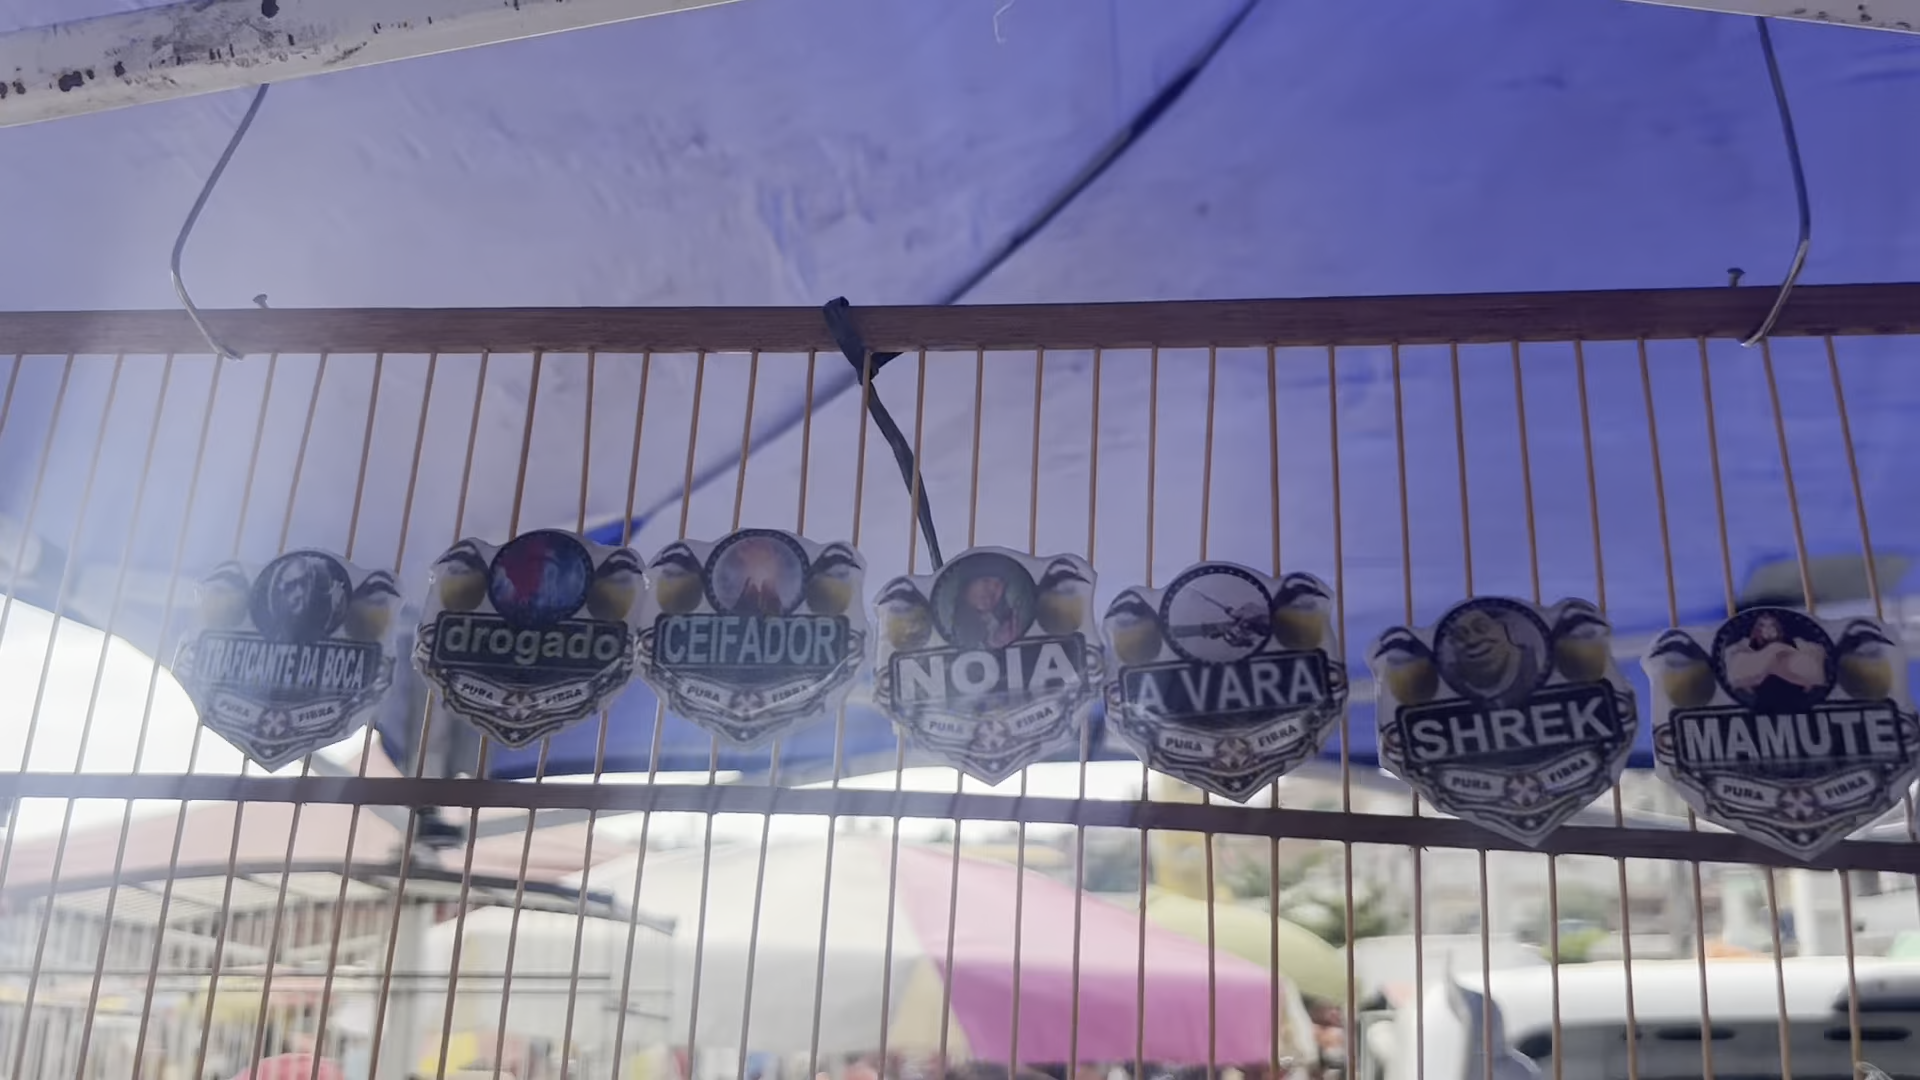 TRAFICANTE DA BOCA
PURA FIBRA
drogado
PURA FIBRA
CEIFADOR
PURA FIBRA
NOIA
PURA FIBRA
A VARA
PURA FIBRA
SHREK
PURA FIBRA
MAMUTE
PURA FIBRA